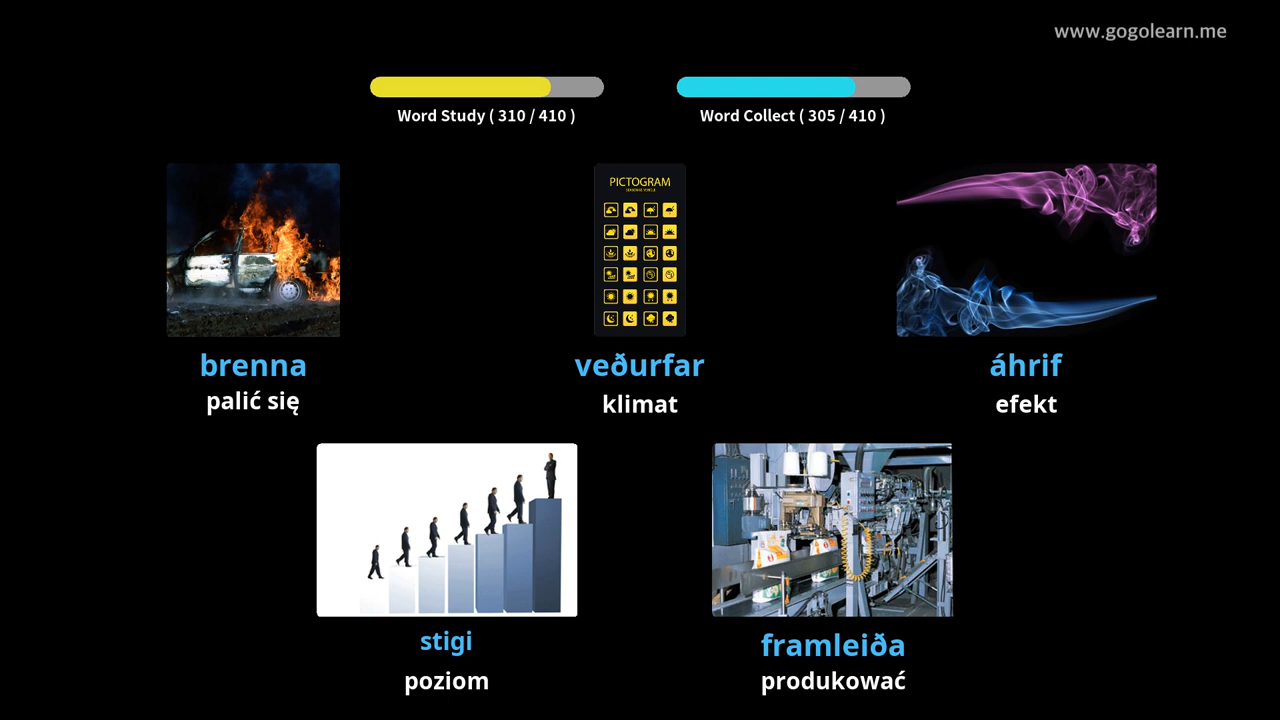 www.gogolearn.me
Word Study ( 310 / 410 )
Word Collect ( 305 / 410 )
PICTOGRAM
brenna
palić się
veðurfar
klimat
áhrif
efekt
stigi
poziom
framleiða
produkować